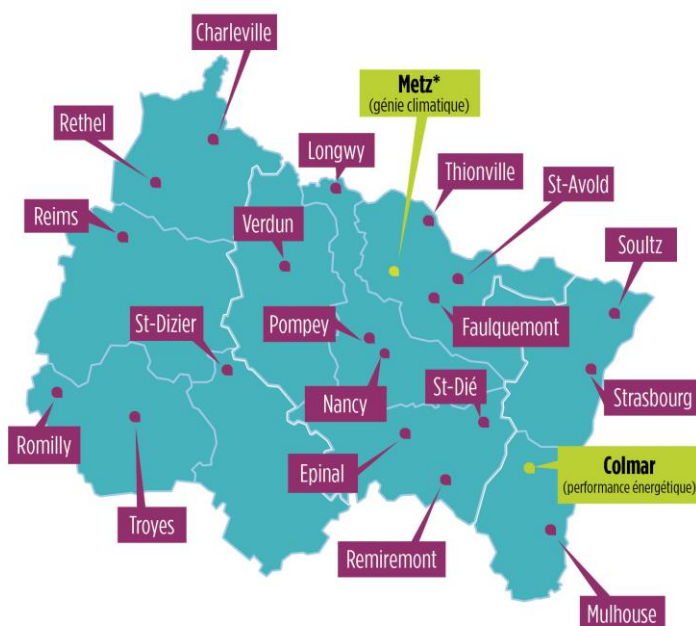 Charleville
Metz*
(génie climatique)
Rethel
Longwy
Thionville
St-Avold
Reims
Verdun
Soultz
St-Dizier
Pompey
Faulquemont
Nancy
St-Dié
Strasbourg
Romilly
Epinal
Colmar
(performance énergétique)
Troyes
Remiremont
Mulhouse